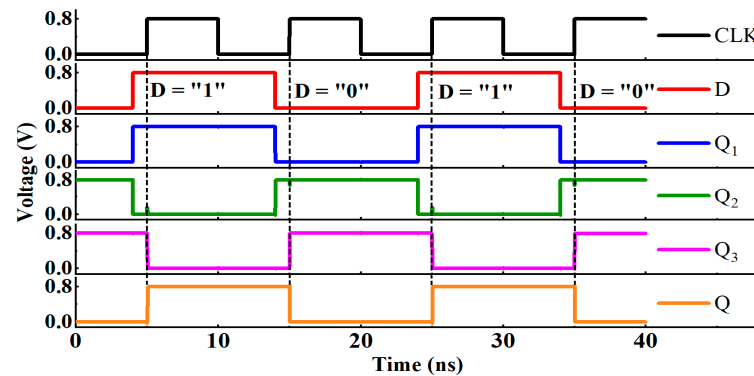 0.8
0.0
CLK
0.8
0.0
D = "1"
D = "0"
D = "1"
D = "0"
D
0.8
0.0
Q₁
0.8
0.0
Q₂
0.8
0.0
Q₃
0.8
0.0
Q
Voltage (V)
0
10
20
30
40
Time (ns)